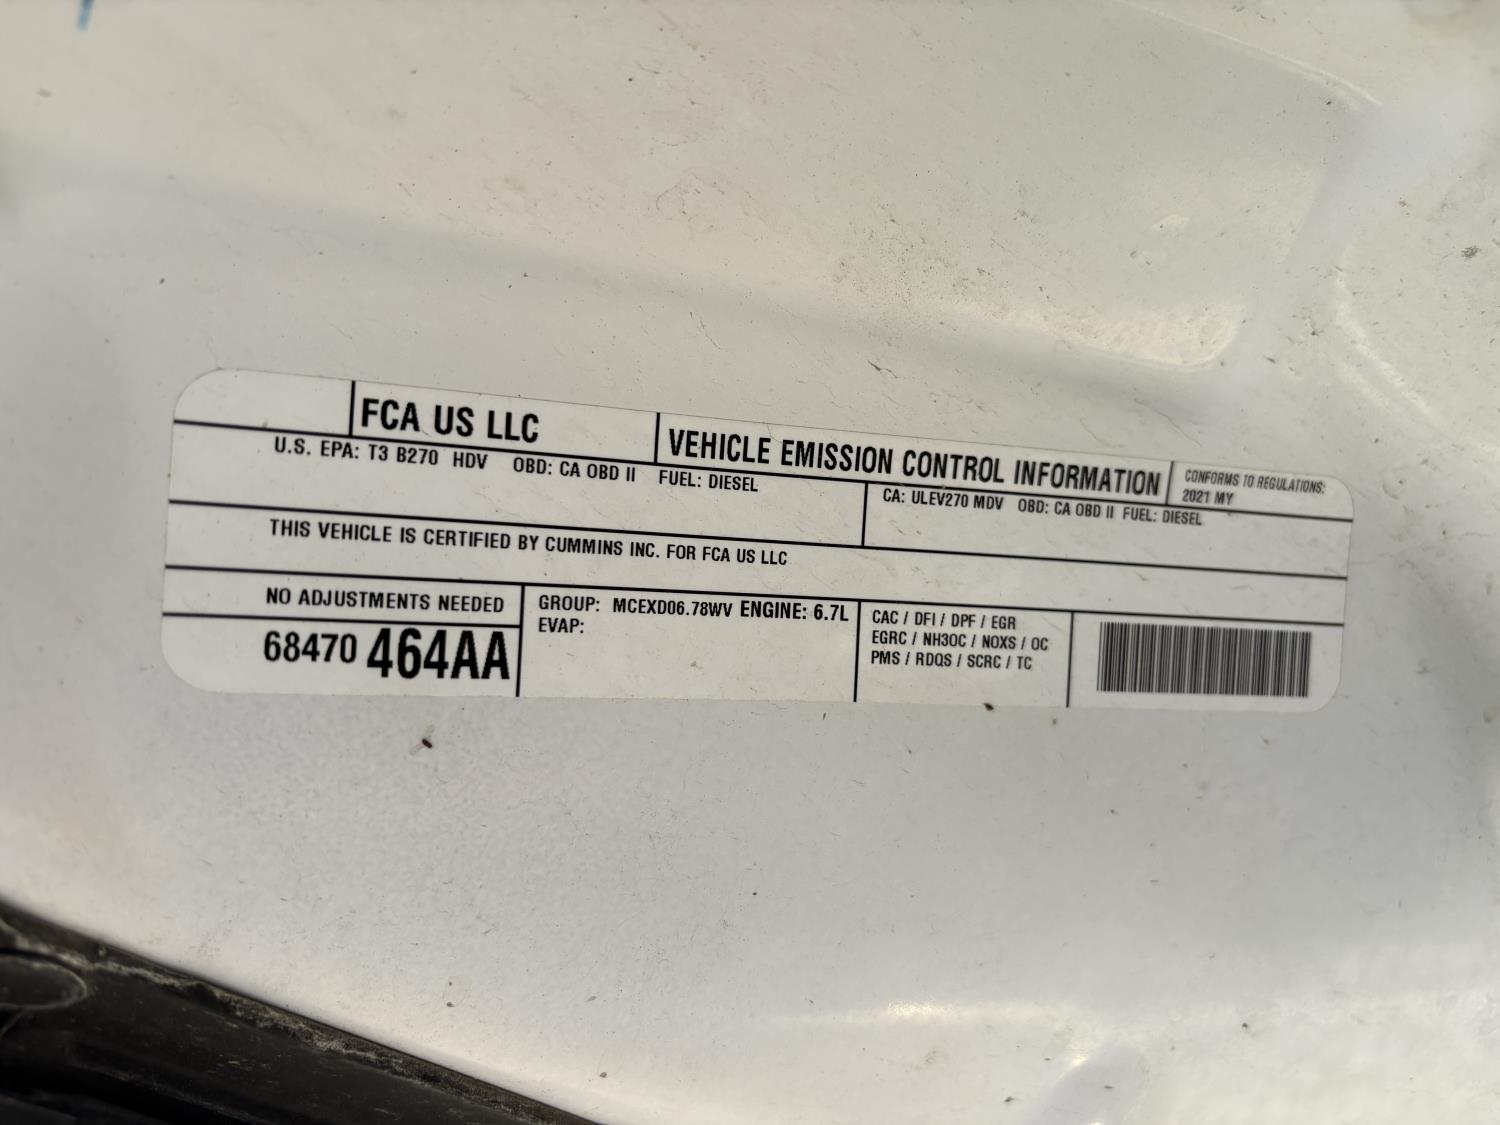 FCA US LLC
VEHICLE EMISSION CONTROL INFORMATION
CONFORMS TO REGULATIONS:
2021 MY
U.S. EPA: T3 B270 HDV OBD: CA OBD II FUEL: DIESEL
CA: ULEV270 MDV OBD: CA OBD II FUEL: DIESEL
THIS VEHICLE IS CERTIFIED BY CUMMINS INC. FOR FCA US LLC
NO ADJUSTMENTS NEEDED
68470 464AA
GROUP: MCEXD06.78WV ENGINE: 6.7L
EVAP:
CAC / DFI / DPF / EGR
EGRC / NH3OC / NOXS / OC
PMS / RDQS / SCRC / TC